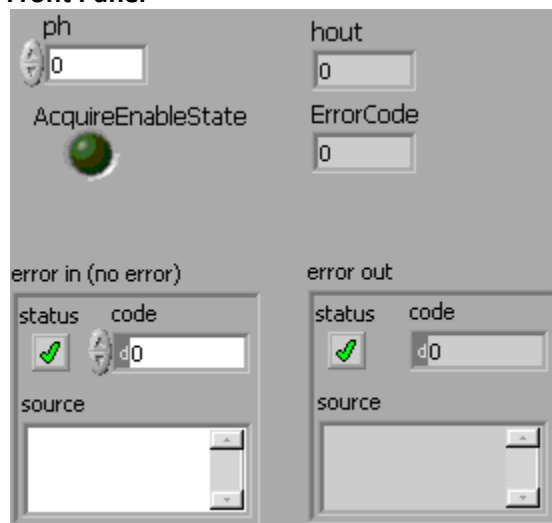 Front Panel
ph
0
hout
0
AcquireEnableState
ErrorCode
0
error in (no error)
status
code
d0
source
error out
status
code
d0
source